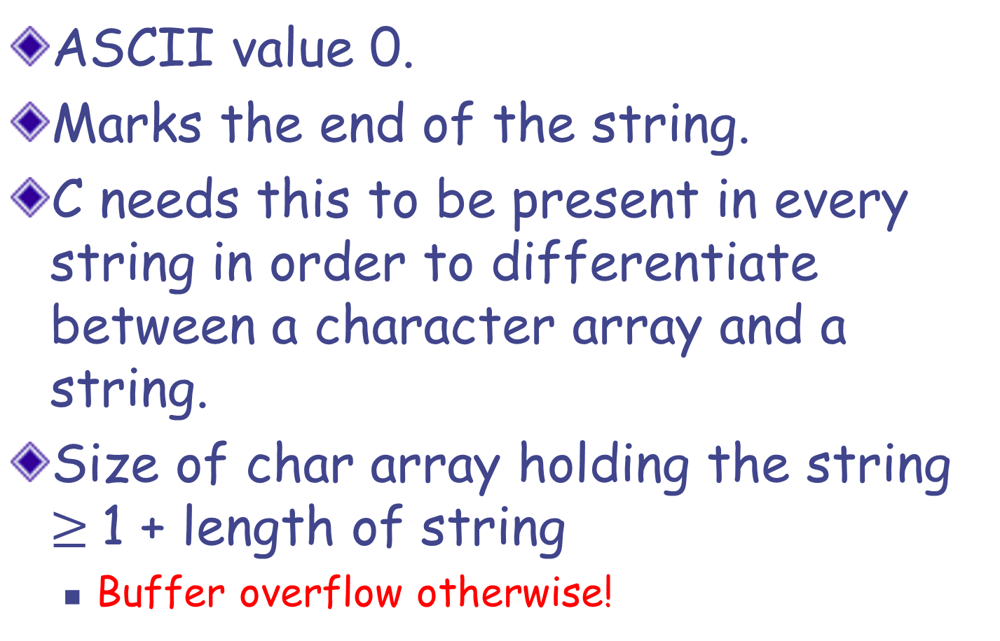 ASCII value 0.
Marks the end of the string.
C needs this to be present in every
string in order to differentiate
between a character array and a
string.
Size of char array holding the string
≥ 1 + length of string
Buffer overflow otherwise!